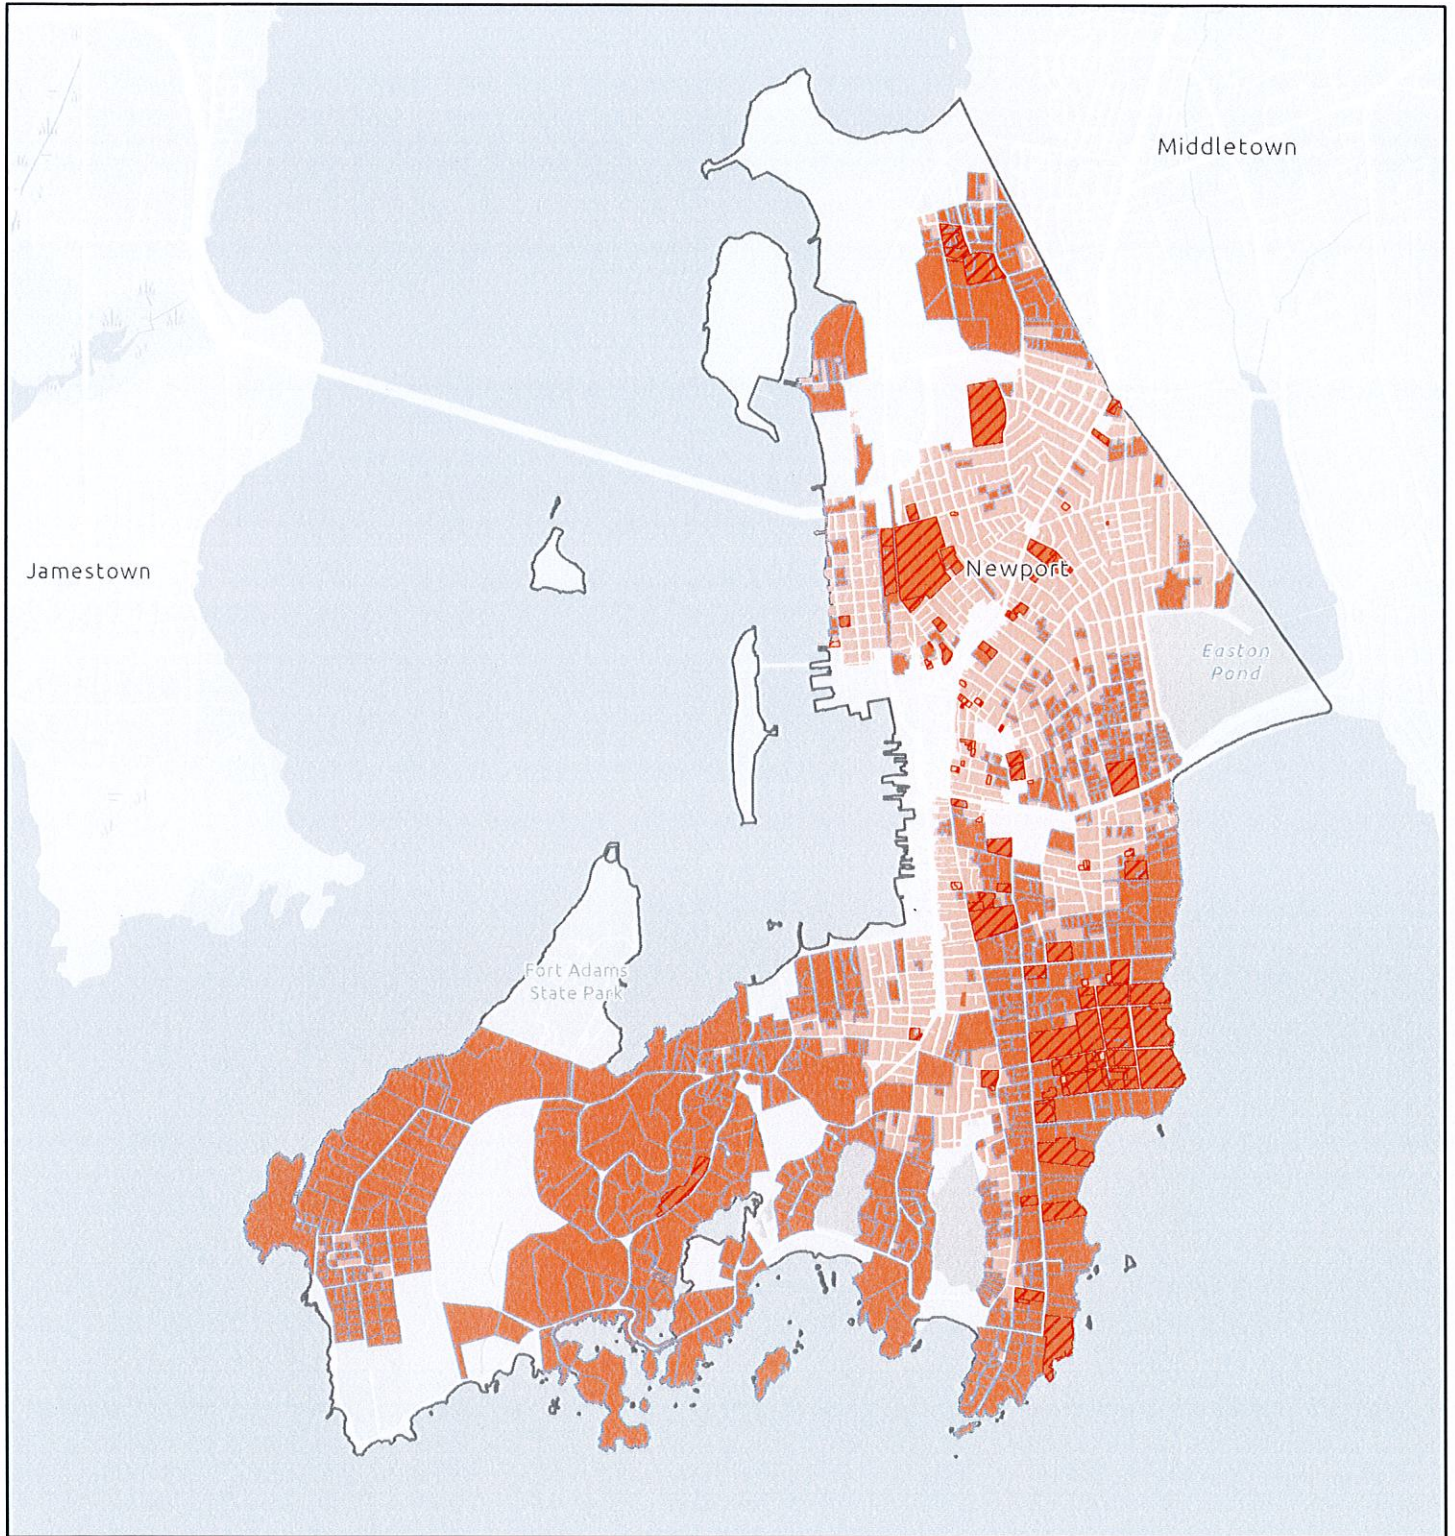 Middletown
Jamestown
Newport
Easton
Pond
Fort Adams
State Park